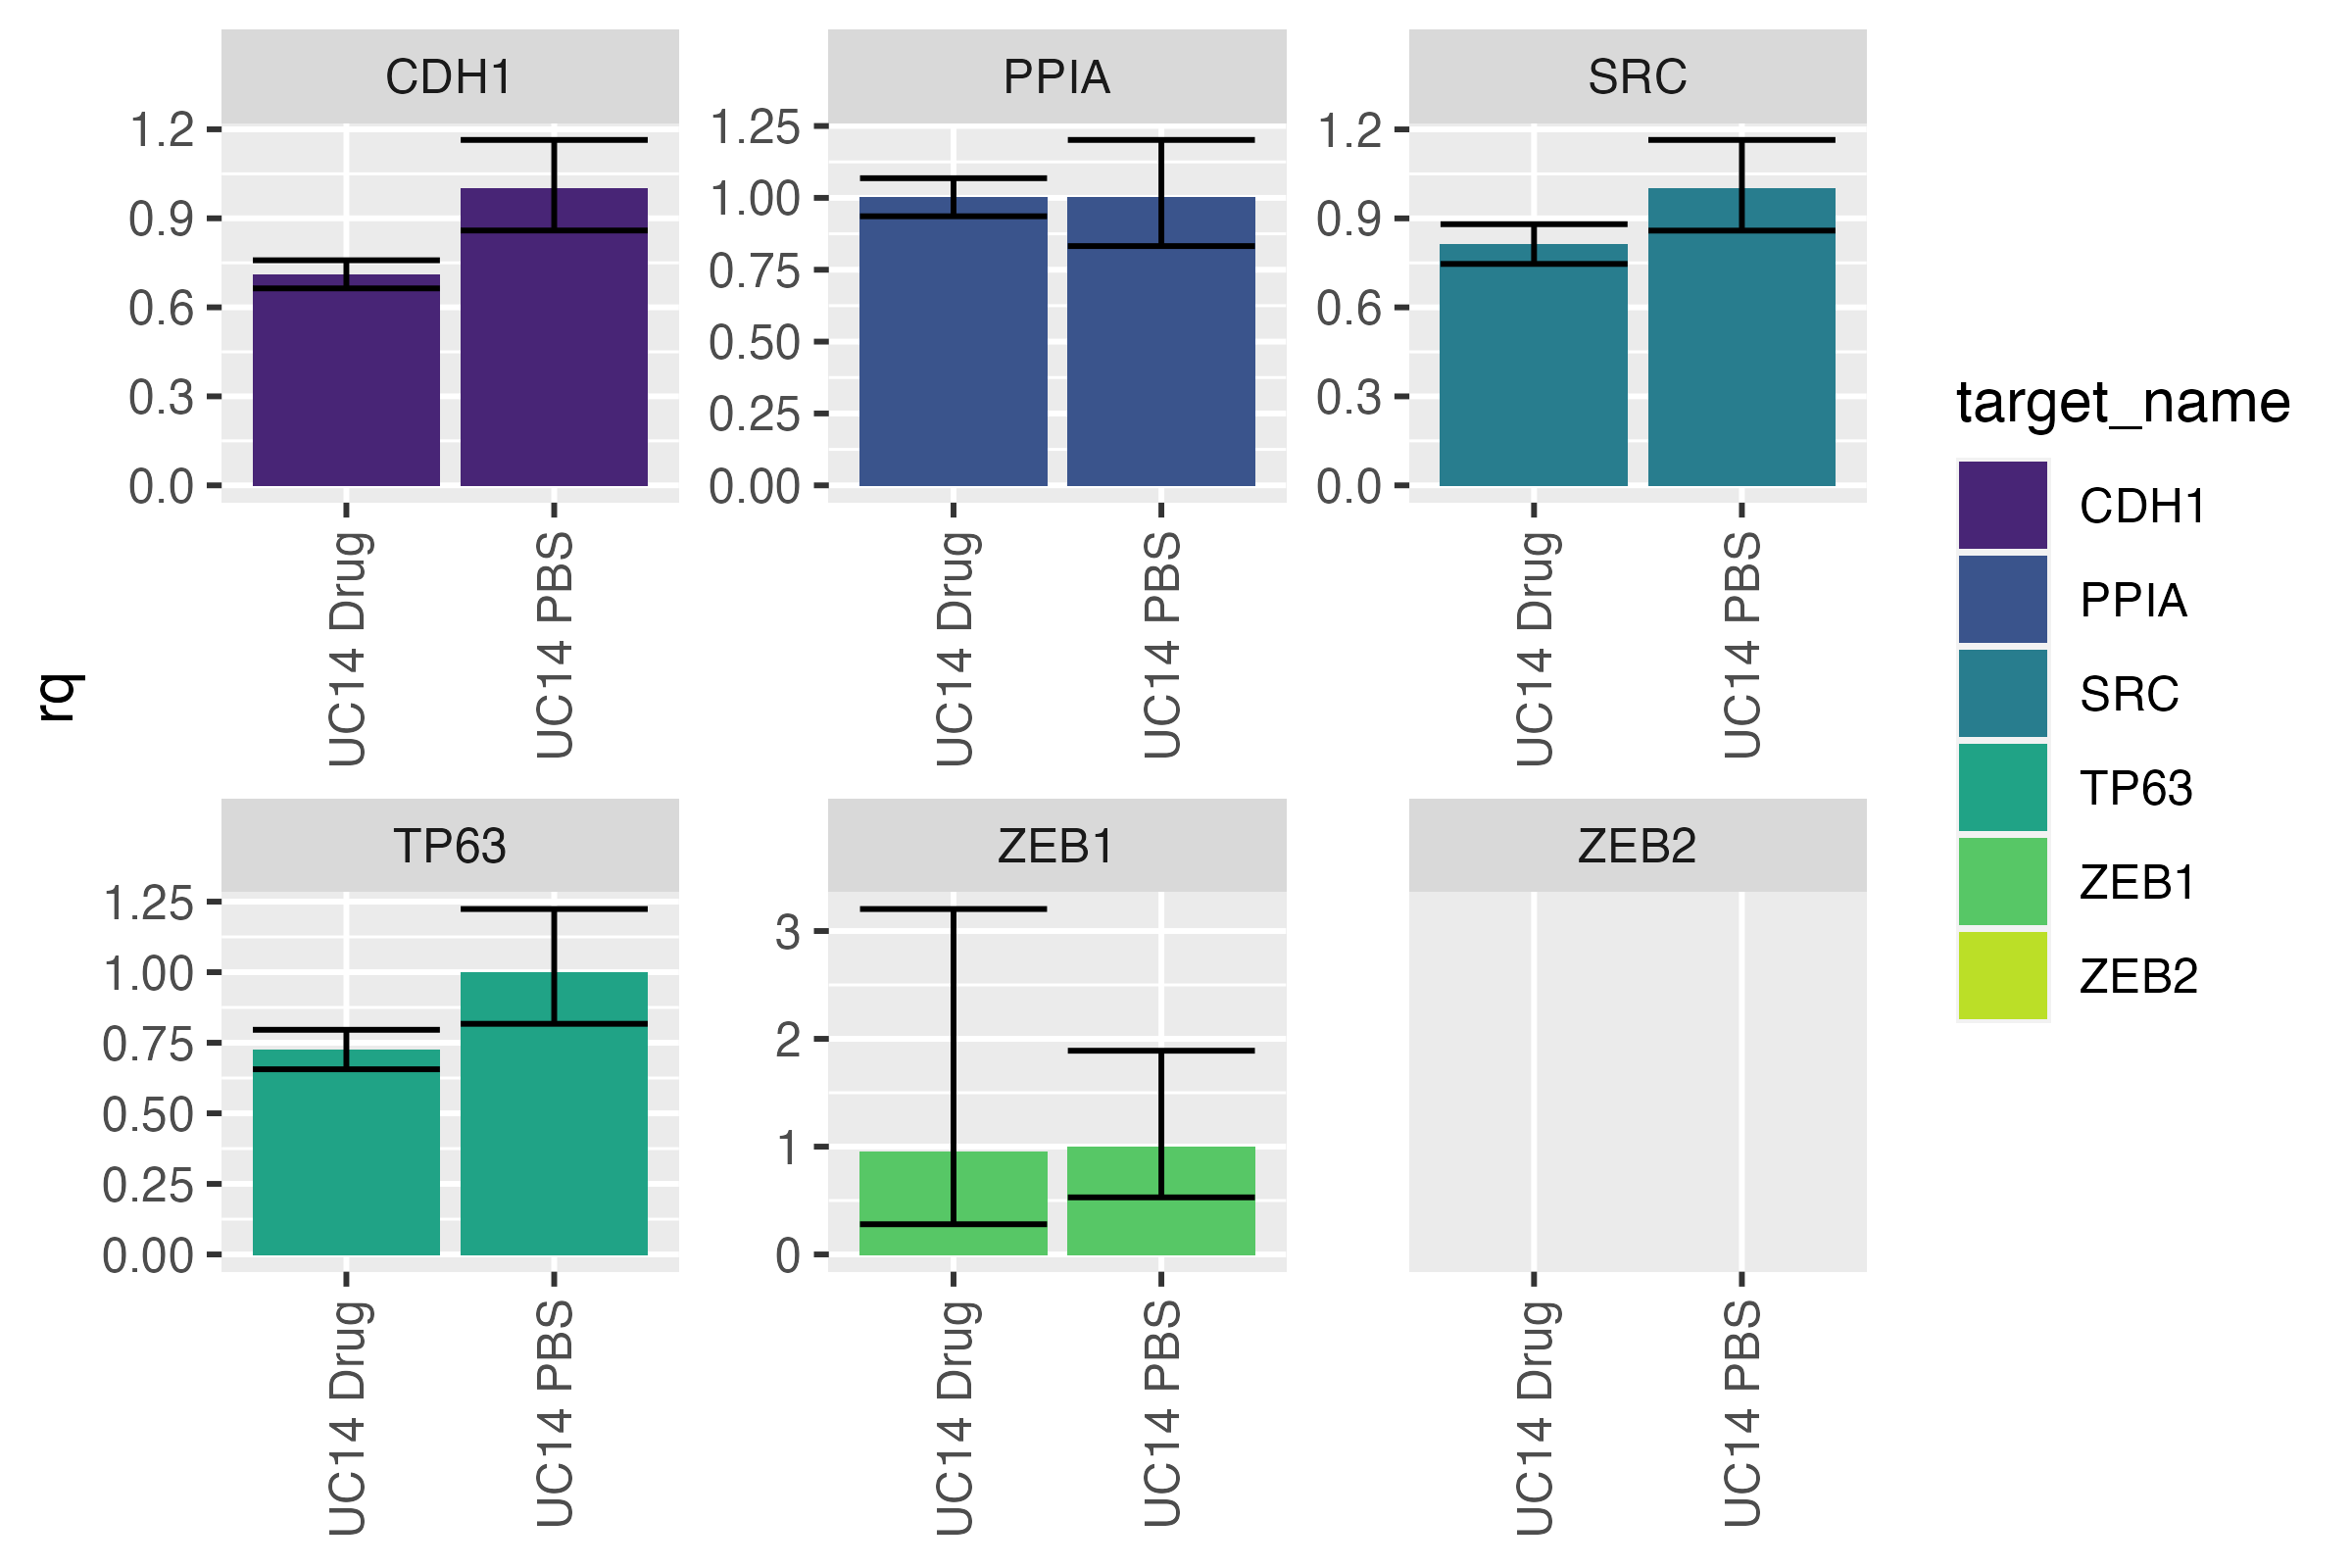 CDH1
PPIA
SRC
1.2
0.9
0.6
0.3
0.0
1.25
1.00
0.75
0.50
0.25
0.00
1.2
0.9
0.6
0.3
0.0
UC14 Drug
UC14 PBS
UC14 Drug
UC14 PBS
UC14 Drug
UC14 PBS
rq
TP63
ZEB1
ZEB2
1.25
1.00
0.75
0.50
0.25
0.00
3
2
1
0
UC14 Drug
UC14 PBS
UC14 Drug
UC14 PBS
UC14 Drug
UC14 PBS
target_name
CDH1
PPIA
SRC
TP63
ZEB1
ZEB2